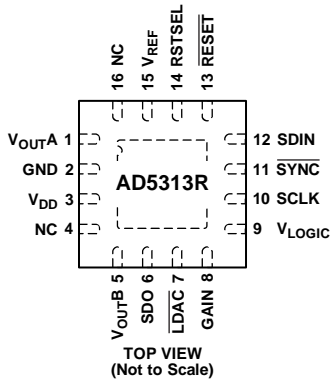 16 NC
15 VREF
14 RSTSEL
13 RESET
VOUTA 1
GND 2
VDD 3
NC 4
AD5313R
12 SDIN
11 SYNC
10 SCLK
9 VLOGIC
VOUTB 5
SDO 6
LDAC 7
GAIN 8
TOP VIEW
(Not to Scale)